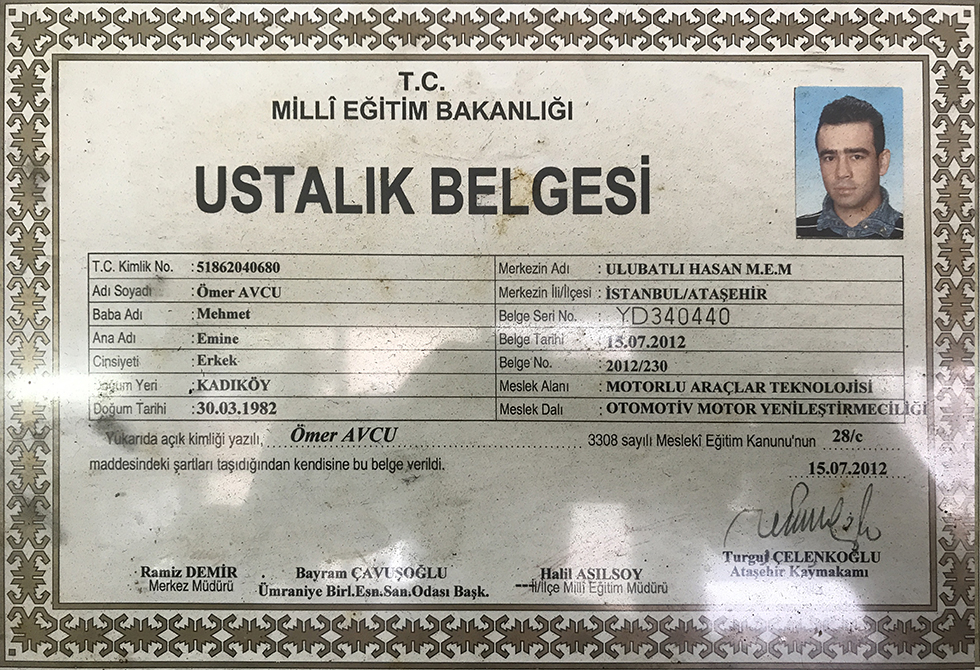 T.C.
MİLLÎ EĞİTİM BAKANLIĞI
USTALIK BELGESİ
T.C. Kimlik No. : 51862040680
Adı Soyadı : Ömer AVCU
Baba Adı : Mehmet
Ana Adı : Emine
Cinsiyeti : Erkek
Doğum Yeri : KADIKÖY
Doğum Tarihi : 30.03.1982
Merkezin Adı : ULUBATLI HASAN M.E.M
Merkezin İli/İlçesi : İSTANBUL/ATAŞEHİR
Belge Seri No. : YD340440
Belge Tarihi : 15.07.2012
Belge No. : 2012/230
Meslek Alanı : MOTORLU ARAÇLAR TEKNOLOJİSİ
Meslek Dalı : OTOMOTİV MOTOR YENİLEŞTİRMECİLİĞİ
Yukarıda açık kimliği yazılı, Ömer AVCU 3308 sayılı Meslekî Eğitim Kanunu'nun 28/c
maddesindeki şartları taşıdığından kendisine bu belge verildi.
15.07.2012
Ramiz DEMİR
Merkez Müdürü
Bayram ÇAVUŞOĞLU
Ümraniye Birl.Esn.San.Odası Başk.
Halil ASILSOY
İl/İlçe Millî Eğitim Müdürü
Turgut ÇELENKOĞLU
Ataşehir Kaymakamı